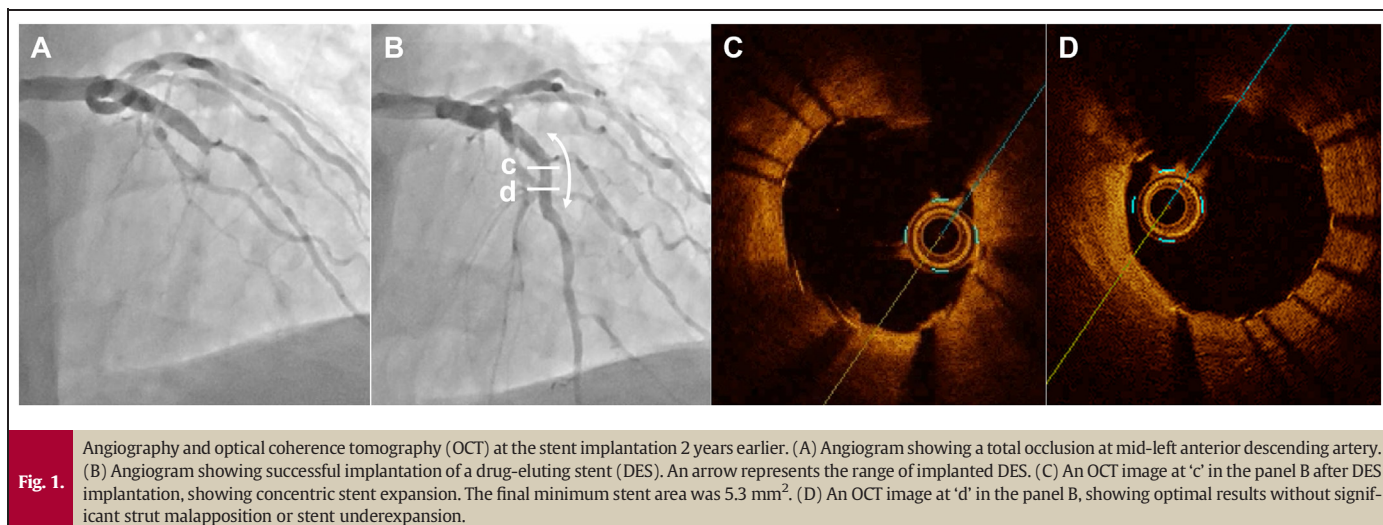 A
B
C
D
c
d
Fig. 1.
Angiography and optical coherence tomography (OCT) at the stent implantation 2 years earlier. (A) Angiogram showing a total occlusion at mid-left anterior descending artery.
(B) Angiogram showing successful implantation of a drug-eluting stent (DES). An arrow represents the range of implanted DES. (C) An OCT image at ‘c’ in the panel B after DES
implantation, showing concentric stent expansion. The final minimum stent area was 5.3 mm². (D) An OCT image at ‘d’ in the panel B, showing optimal results without signif-
icant strut malapposition or stent underexpansion.